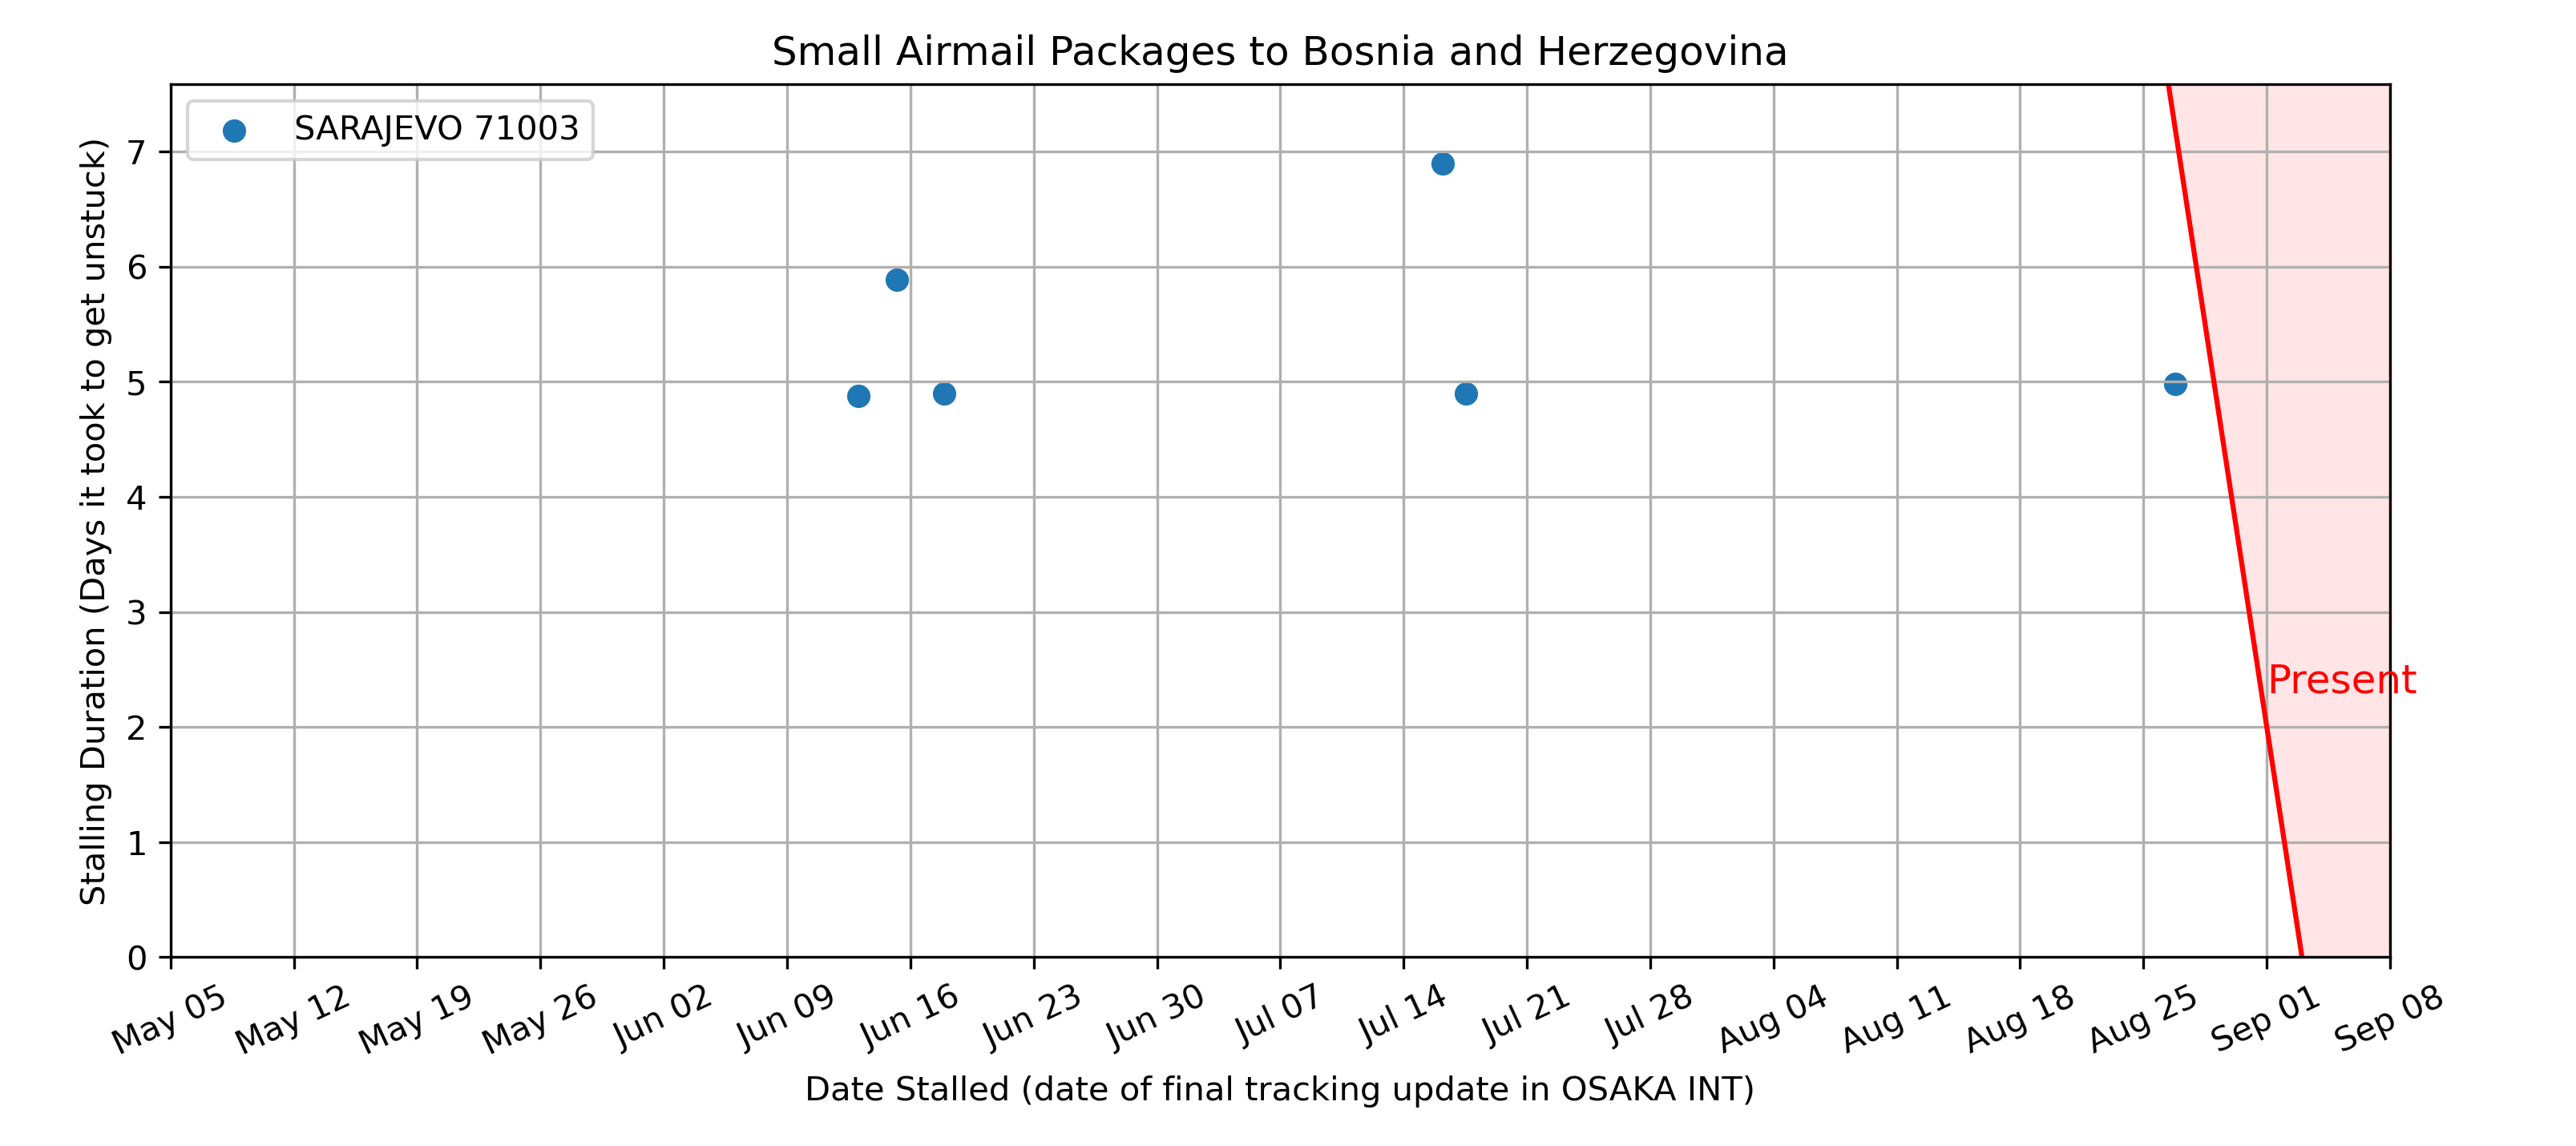 Small Airmail Packages to Bosnia and Herzegovina
SARAJEVO 71003
Stalling Duration (Days it took to get unstuck)
7
6
5
4
3
2
1
0
Present
May 05
May 12
May 19
May 26
Jun 02
Jun 09
Jun 16
Jun 23
Jun 30
Jul 07
Jul 14
Jul 21
Jul 28
Aug 04
Aug 11
Aug 18
Aug 25
Sep 01
Sep 08
Date Stalled (date of final tracking update in OSAKA INT)